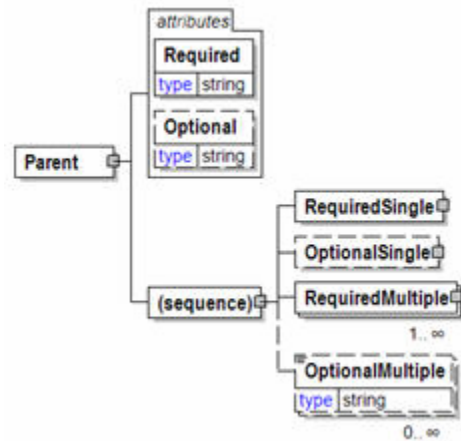 attributes
Required
type string
Optional
type string
Parent
RequiredSingle
OptionalSingle
(sequence)
RequiredMultiple
1.. ∞
OptionalMultiple
type string
0.. ∞